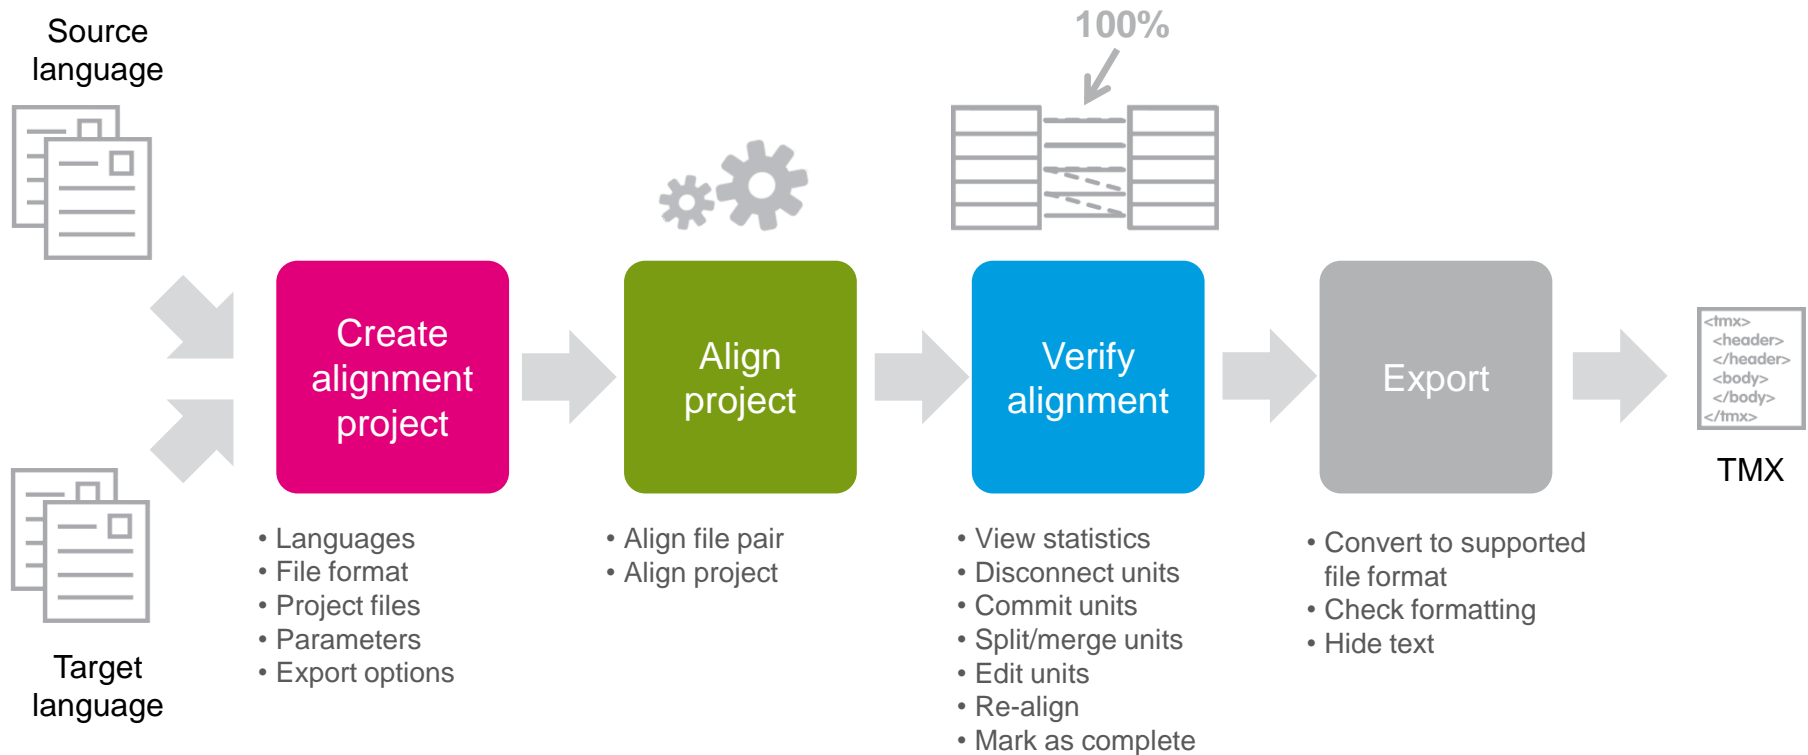 Source
language
100%
Create
alignment
project
Align
project
Verify
alignment
Export
<tmx>
<header>
</header>
<body>
</body>
</tmx>
TMX
Target
language
• Languages
• File format
• Project files
• Parameters
• Export options
• Align file pair
• Align project
• View statistics
• Disconnect units
• Commit units
• Split/merge units
• Edit units
• Re-align
• Mark as complete
• Convert to supported
file format
• Check formatting
• Hide text